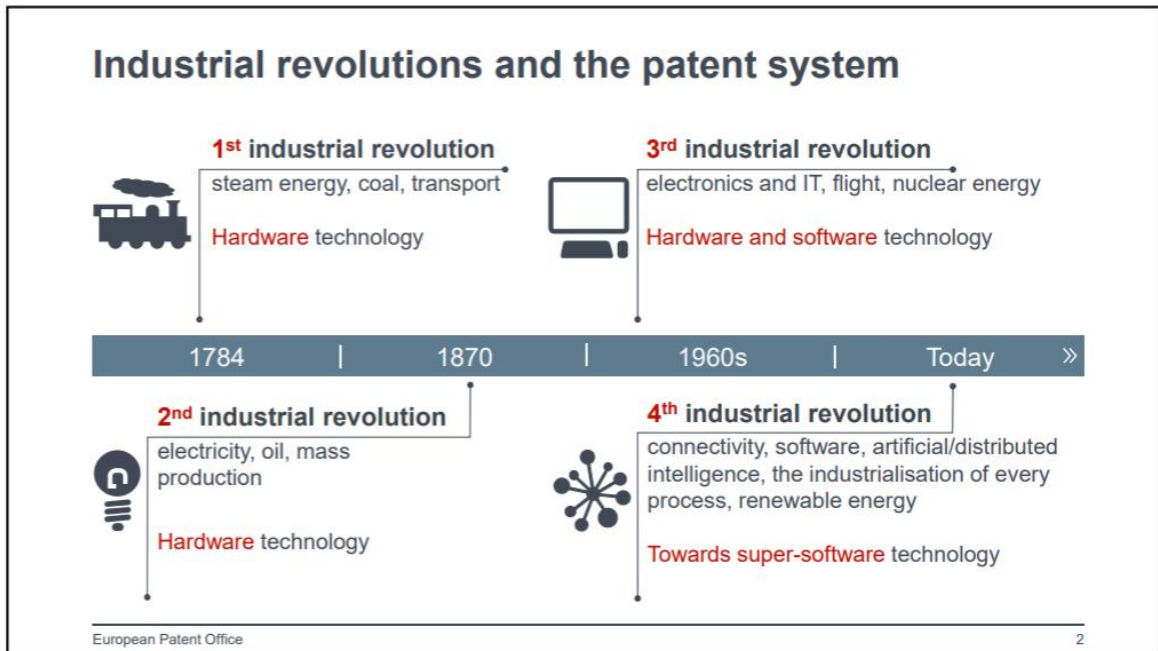 Industrial revolutions and the patent system
1st industrial revolution
steam energy, coal, transport
Hardware technology
3rd industrial revolution
electronics and IT, flight, nuclear energy
Hardware and software technology
1784 | 1870 | 1960s | Today »
2nd industrial revolution
electricity, oil, mass
production
Hardware technology
4th industrial revolution
connectivity, software, artificial/distributed
intelligence, the industrialisation of every
process, renewable energy
Towards super-software technology
European Patent Office 2